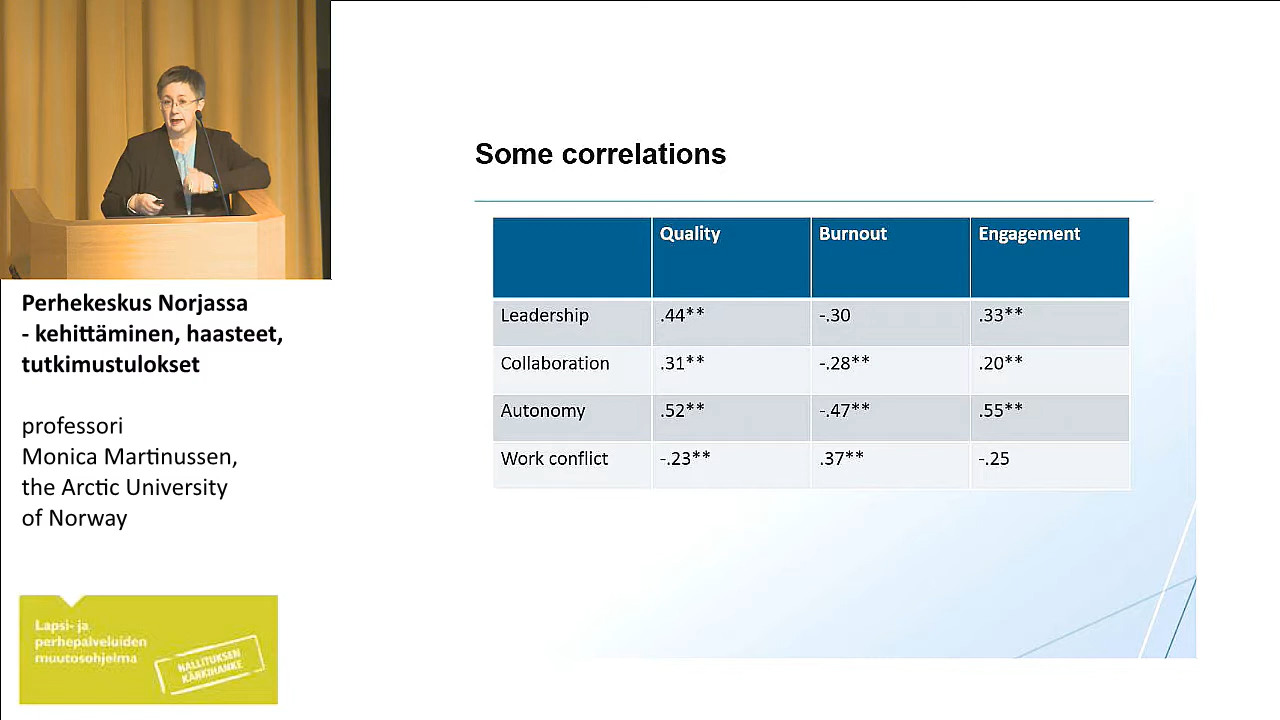 Some correlations
Quality Burnout Engagement
Leadership .44** -.30 .33**
Collaboration .31** -.28** .20**
Autonomy .52** -.47** .55**
Work conflict -.23** .37** -.25
Perhekeskus Norjassa
- kehittäminen, haasteet,
tutkimustulokset
professori
Monica Martinussen,
the Arctic University
of Norway
Lapsi- ja
perhepalveluiden
muutosohjelma
HALLITUKSEN
KÄRKIHANKE